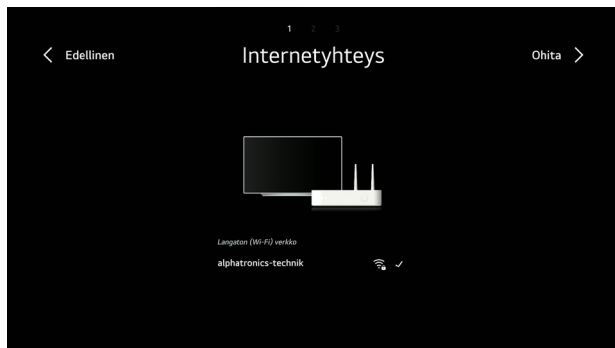 1 2 3
Edellinen
Internetyhteys
Ohita
Langaton (Wi-Fi) verkko
alphatronics-technik